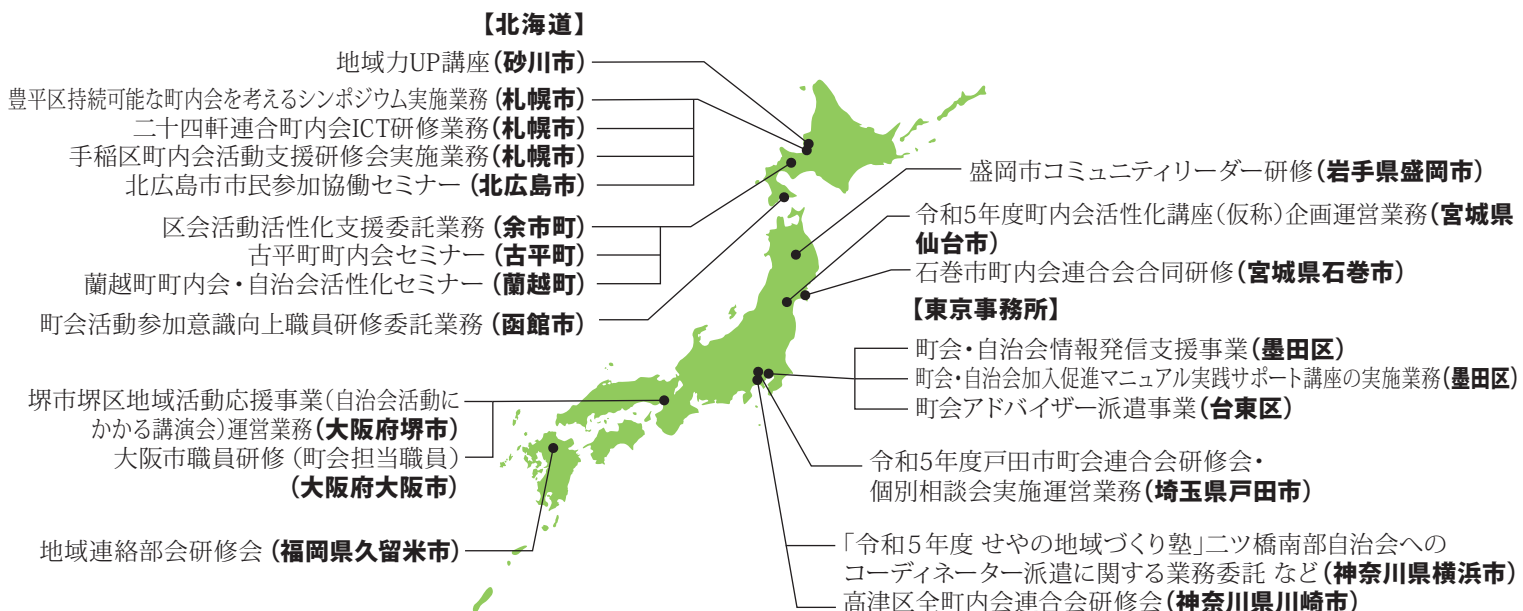 【北海道】
地域力UP講座(砂川市)
豊平区持続可能な町内会を考えるシンポジウム実施業務(札幌市)
二十四軒連合町内会ICT研修業務(札幌市)
手稲区町内会活動支援研修会実施業務(札幌市)
北広島市市民参加協働セミナー(北広島市)
区会活動活性化支援委託業務(余市町)
古平町町内会セミナー(古平町)
蘭越町町内会・自治会活性化セミナー(蘭越町)
町会活動参加意識向上職員研修委託業務(函館市)
堺市堺区地域活動応援事業(自治会活動に
かかる講演会)運営業務(大阪府堺市)
大阪市職員研修(町会担当職員)
(大阪府大阪市)
地域連絡部会研修会(福岡県久留米市)
盛岡市コミュニティリーダー研修(岩手県盛岡市)
令和5年度町内会活性化講座(仮称)企画運営業務(宮城県
仙台市)
石巻市町内会連合会合同研修(宮城県石巻市)
【東京事務所】
町会・自治会情報発信支援事業(墨田区)
町会・自治会加入促進マニュアル実践サポート講座の実施業務(墨田区)
町会アドバイザー派遣事業(台東区)
令和5年度戸田市町会連合会研修会・
個別相談会実施運営業務(埼玉県戸田市)
「令和5年度 せやの地域づくり塾」二ツ橋南部自治会への
コーディネーター派遣に関する業務委託 など(神奈川県横浜市)
高津区全町内会連合会研修会(神奈川県川崎市)